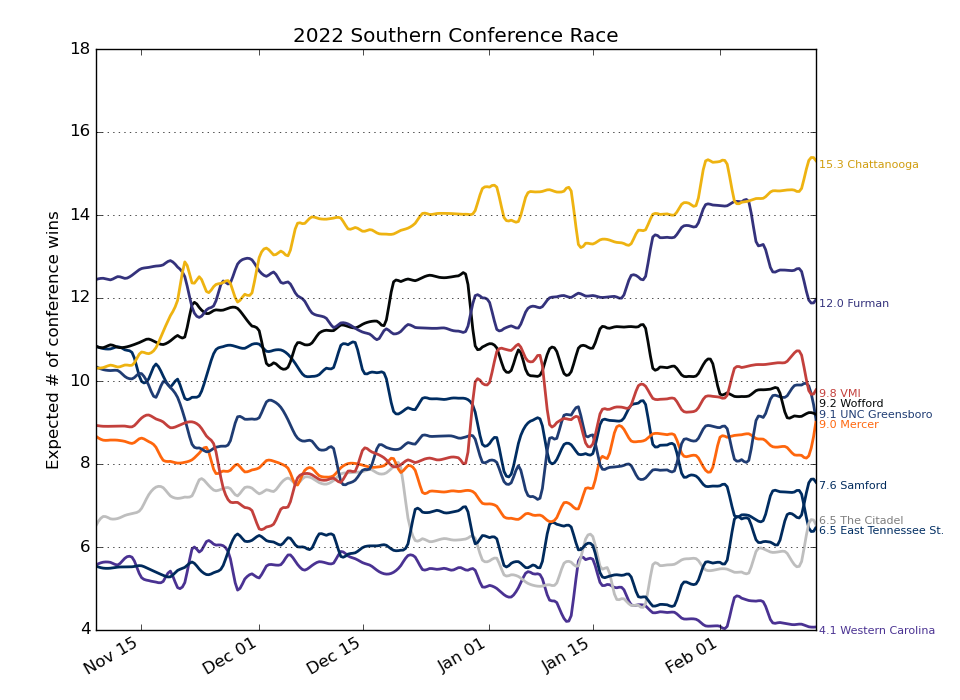 2022 Southern Conference Race
Expected # of conference wins
18
16
14
12
10
8
6
4
Nov 15
Dec 01
Dec 15
Jan 01
Jan 15
Feb 01
15.3 Chattanooga
12.0 Furman
9.8 VMI
9.2 Wofford
9.1 UNC Greensboro
9.0 Mercer
7.6 Samford
6.5 The Citadel
6.5 East Tennessee St.
4.1 Western Carolina